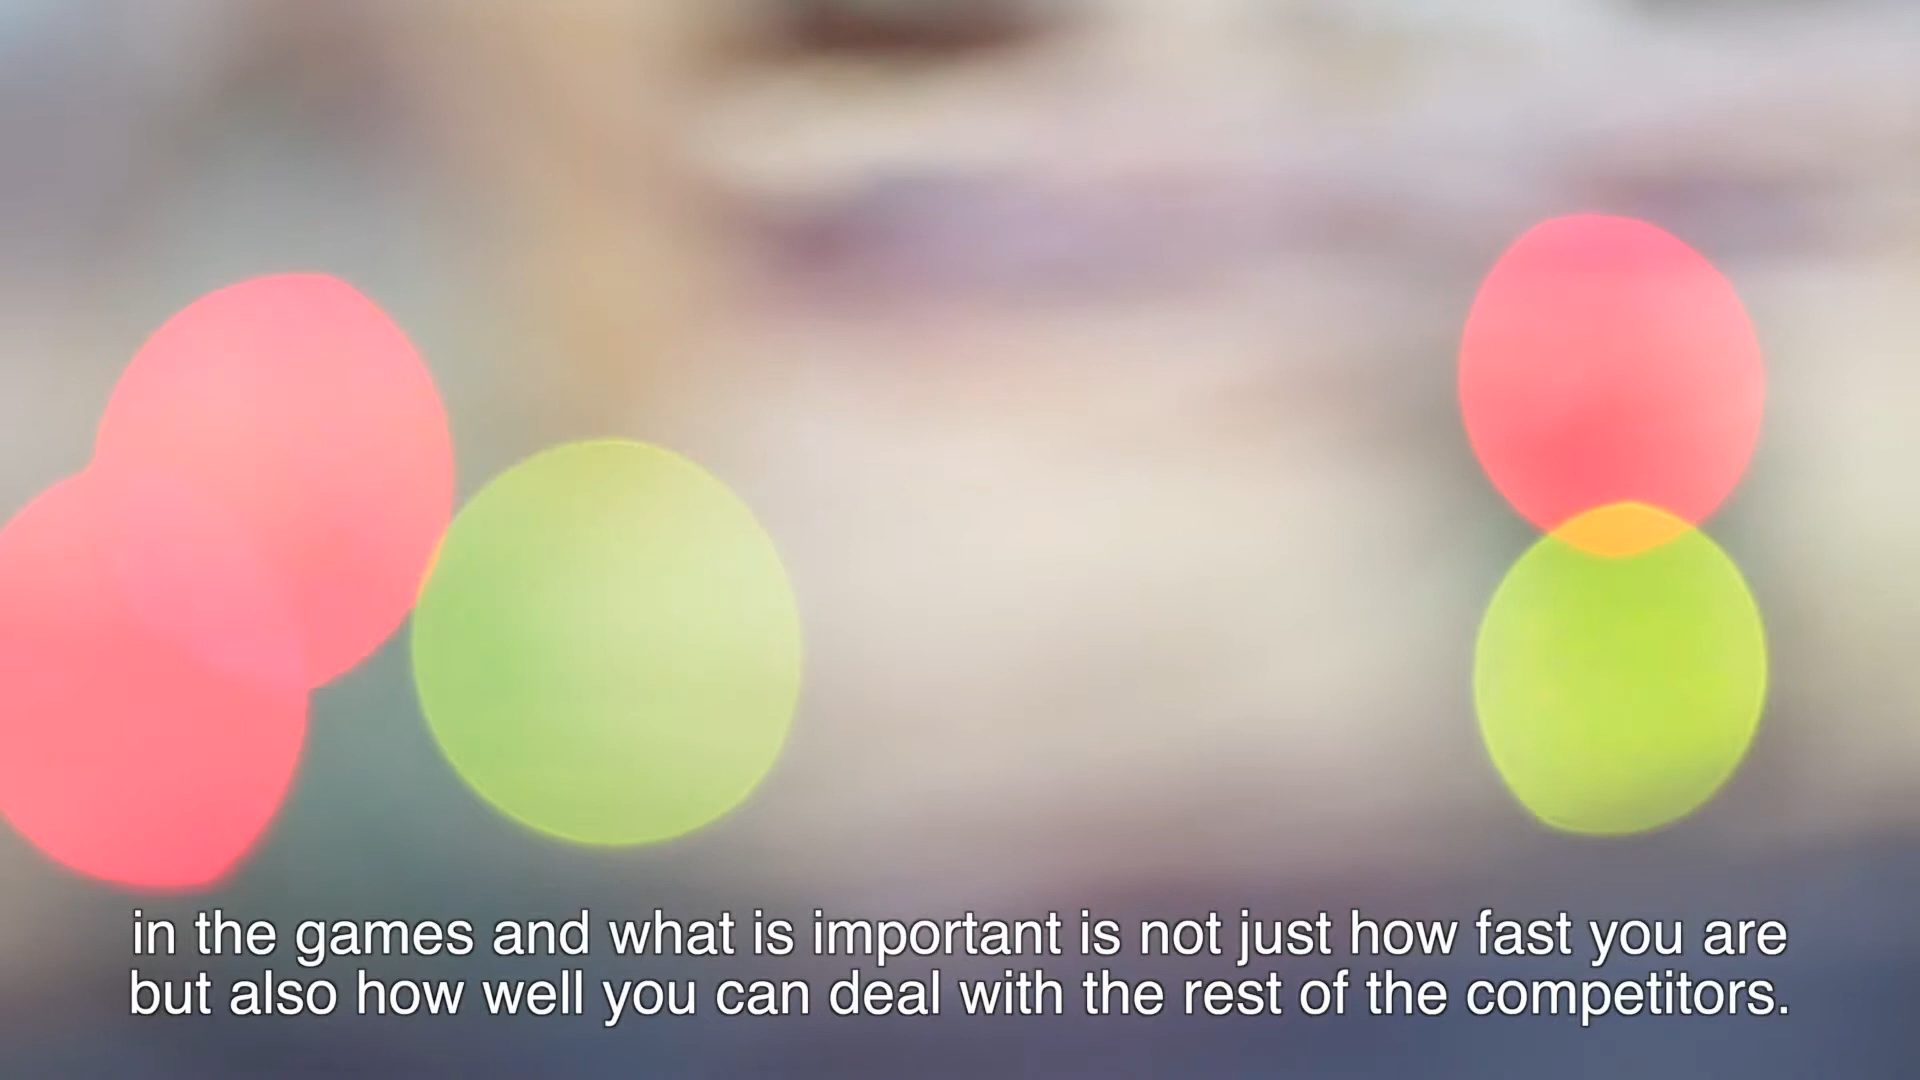 in the games and what is important is not just how fast you are
but also how well you can deal with the rest of the competitors.